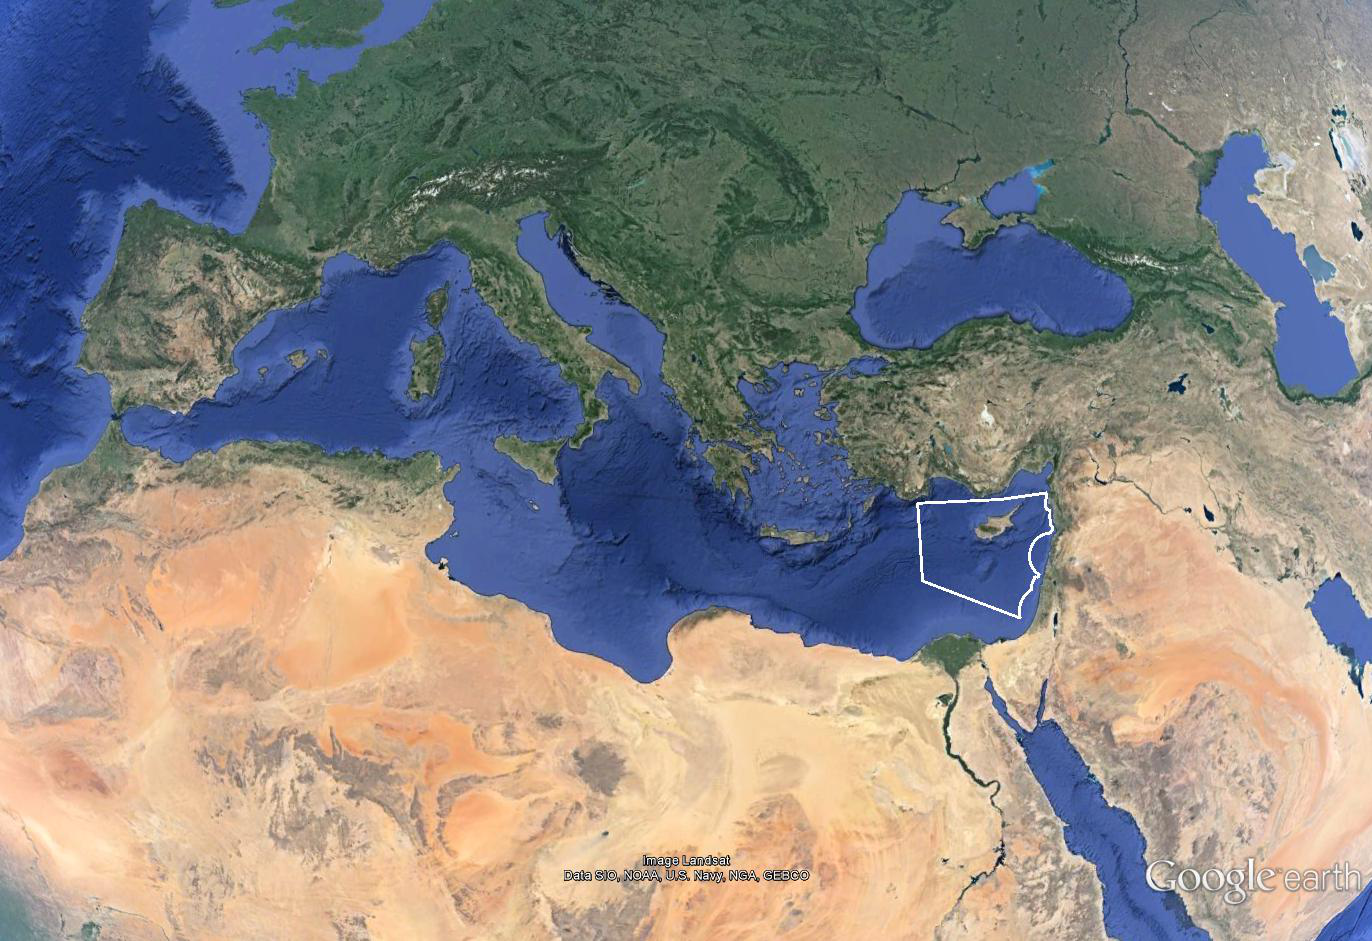 Image Landsat
Data SIO, NOAA, U.S. Navy, NGA, GEBCO
Google earth